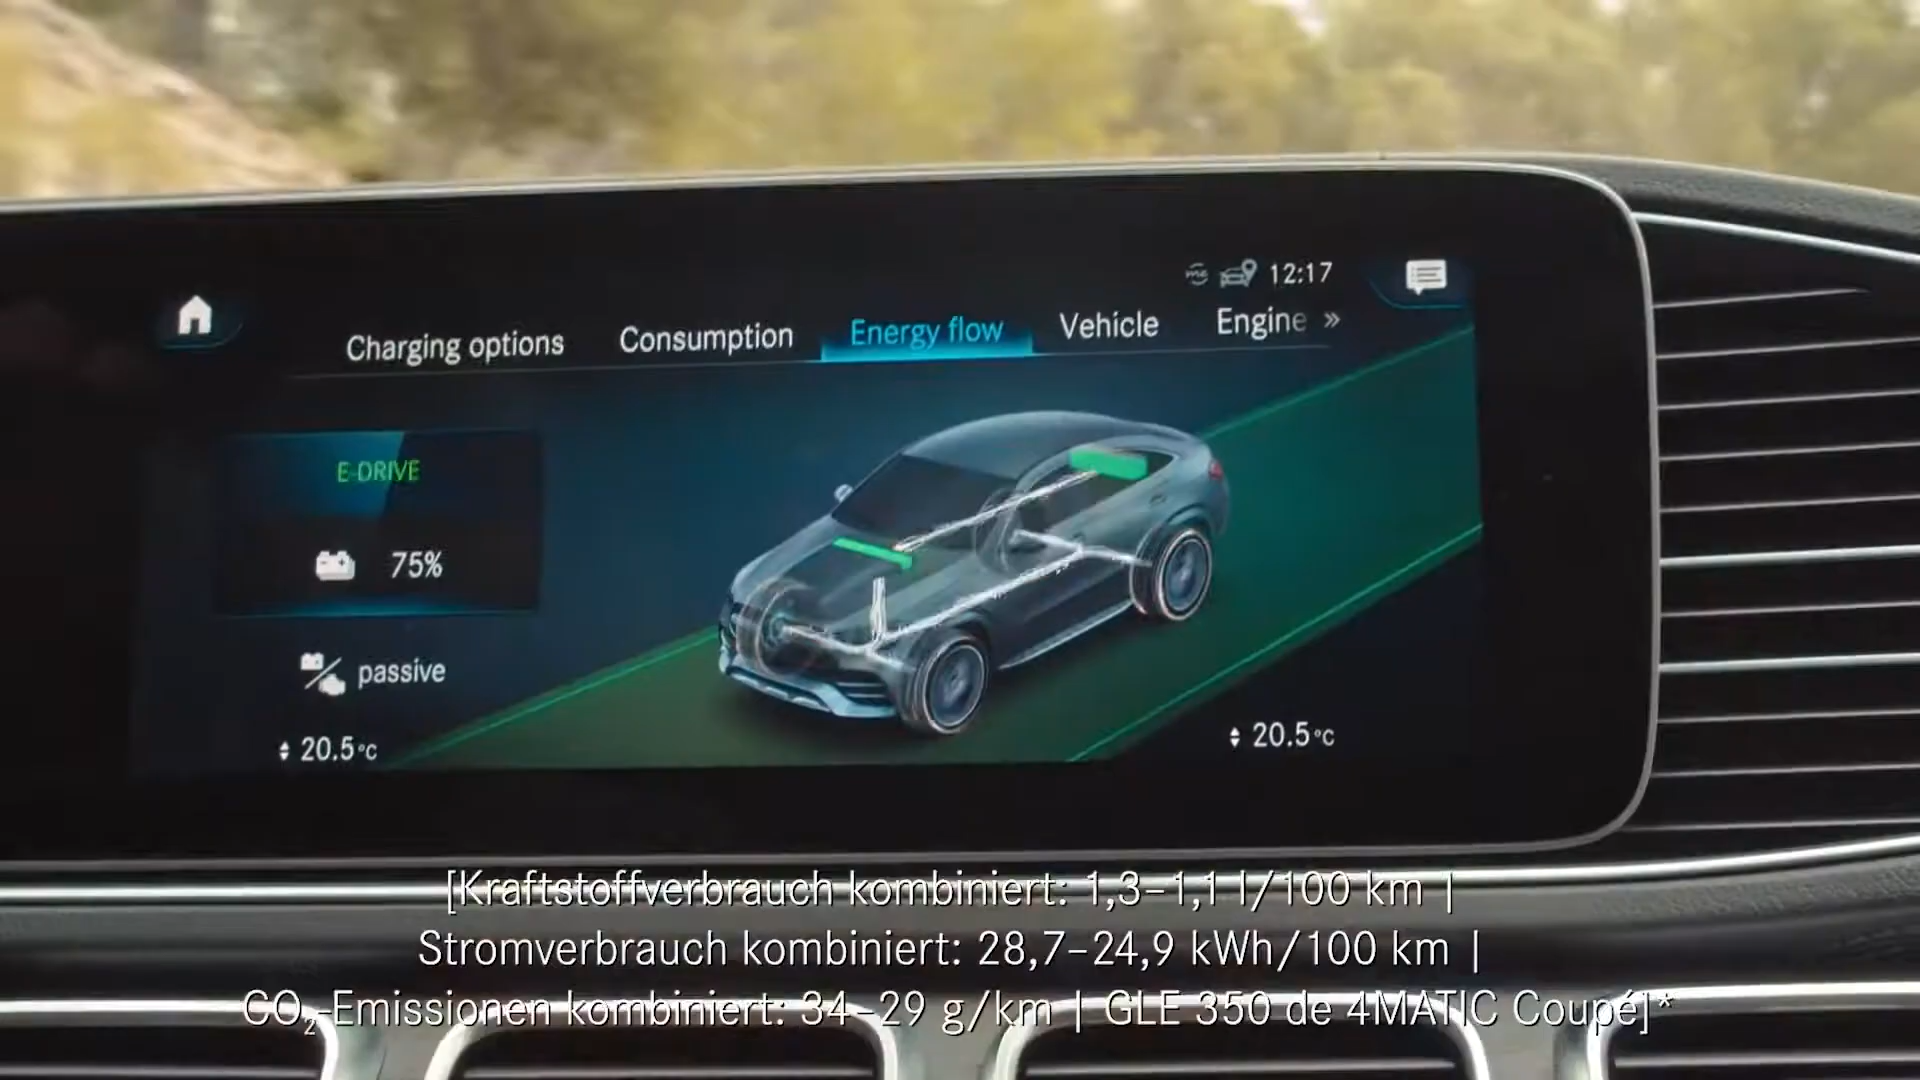 me 12:17
Charging options Consumption Energy flow Vehicle Engine »
E-DRIVE
75%
passive
20.5°C 20.5°C
[Kraftstoffverbrauch kombiniert: 1,3–1,1 l/100 km |
Stromverbrauch kombiniert: 28,7–24,9 kWh/100 km |
CO₂-Emissionen kombiniert: 34–29 g/km | GLE 350 de 4MATIC Coupé]*